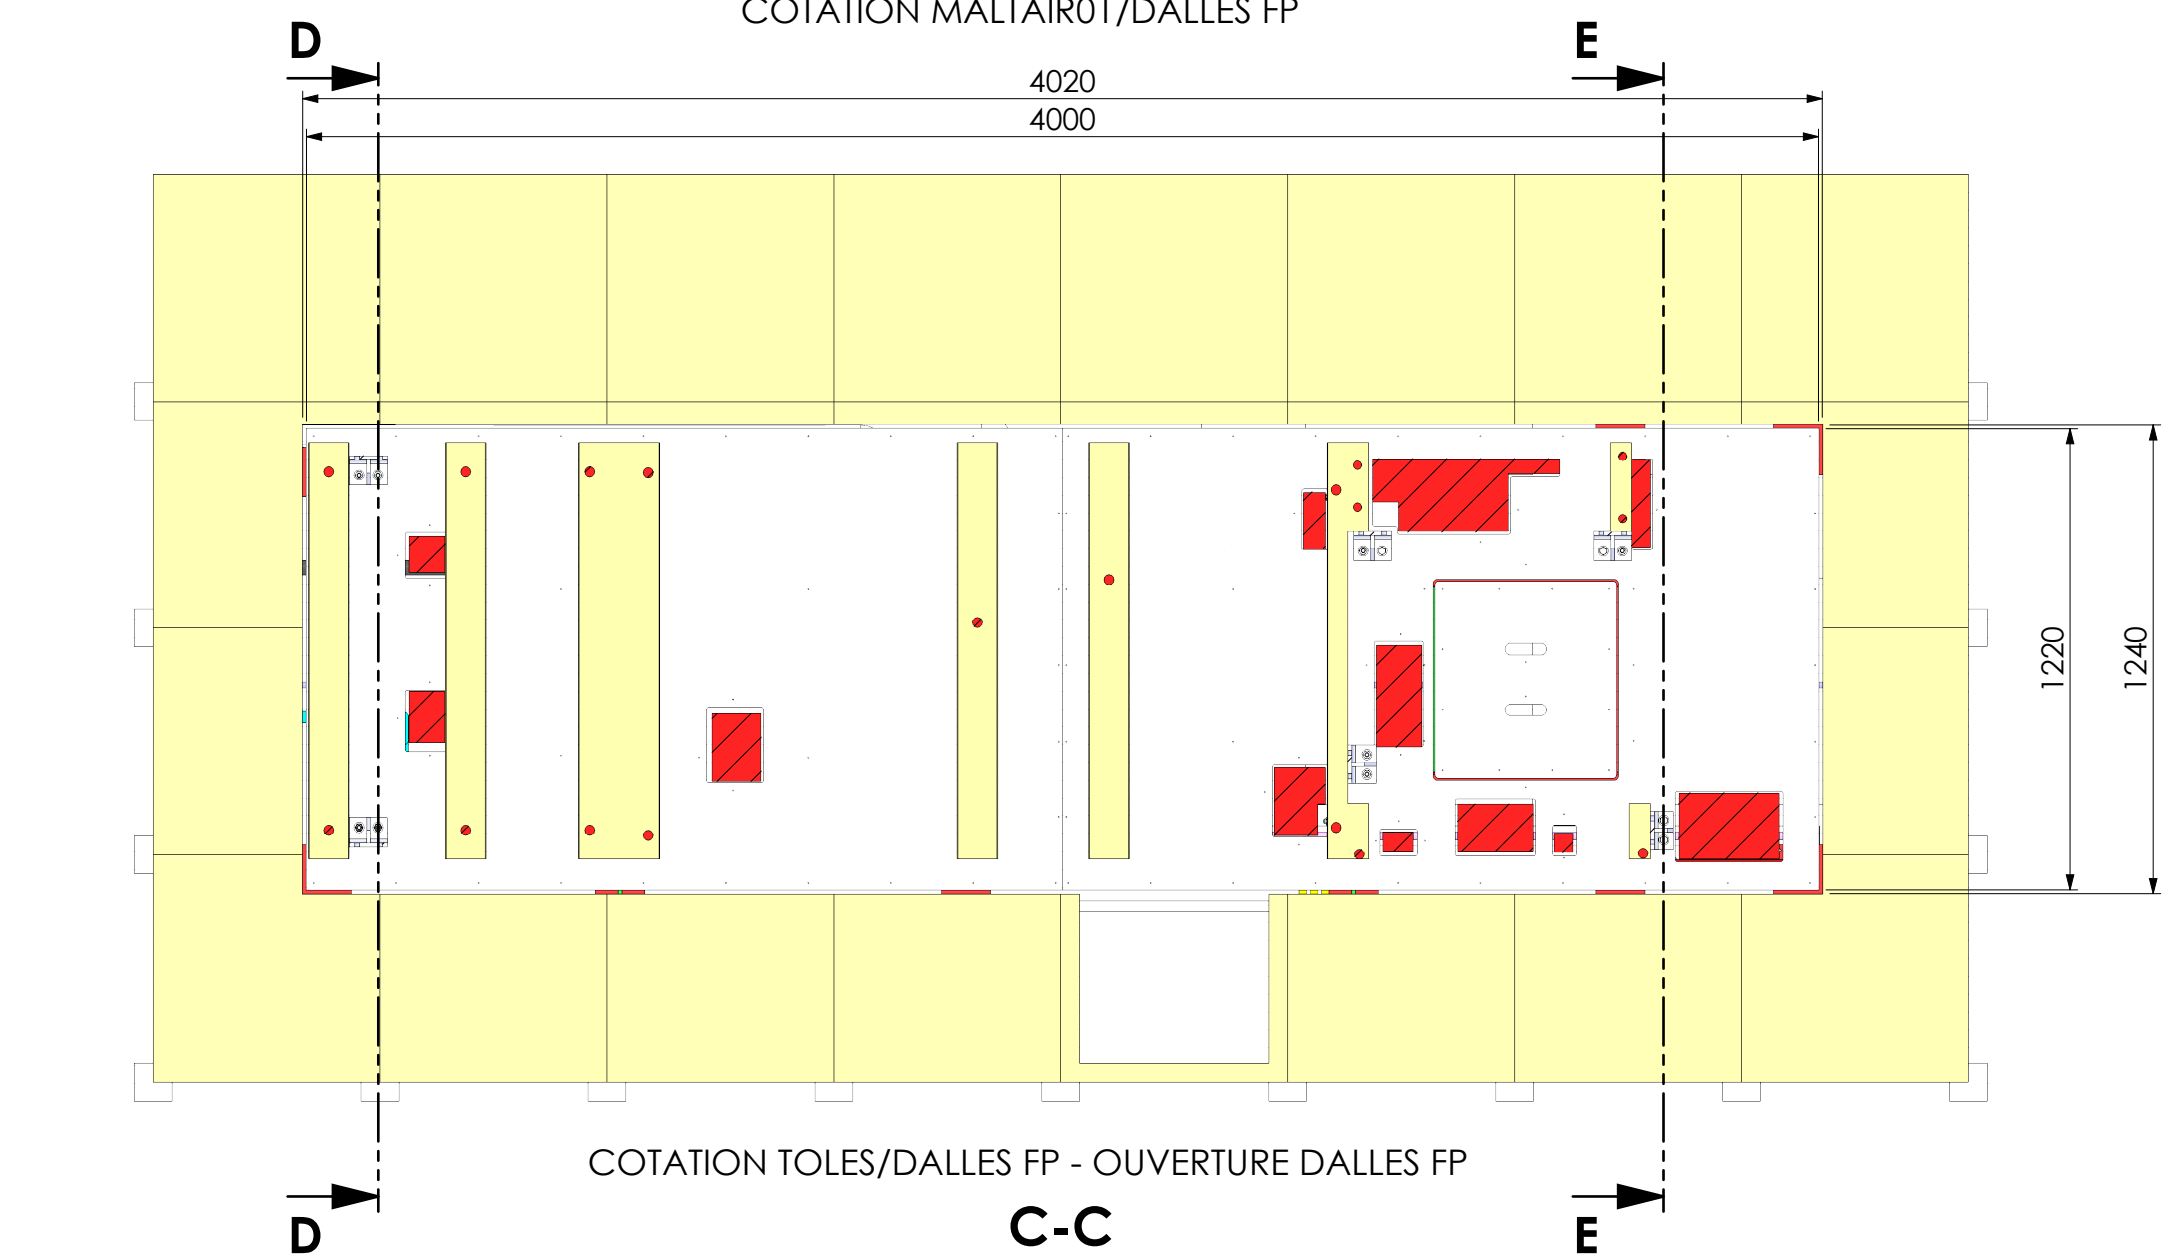 COTATION MALTAIR01/DALLES FP
D
E
4020
4000
1220
1240
COTATION TOLES/DALLES FP - OUVERTURE DALLES FP
C-C
D
E